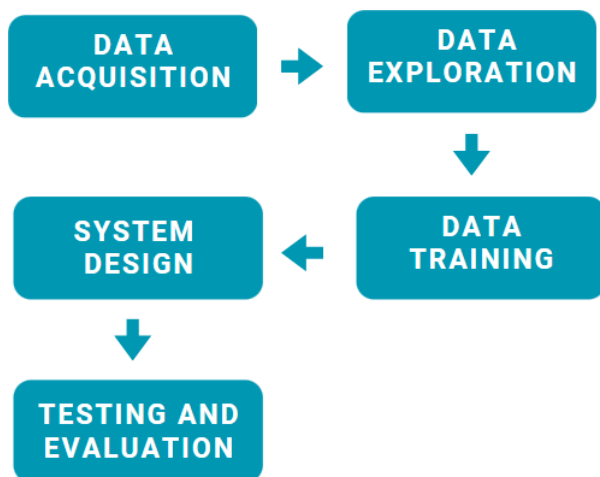 DATA
ACQUISITION
DATA
EXPLORATION
DATA
TRAINING
SYSTEM
DESIGN
TESTING AND
EVALUATION